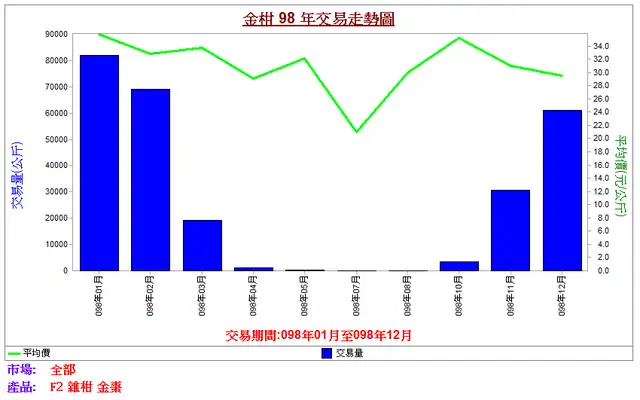 金柑 98 年交易走勢圖
交易量(公斤)
90000
80000
70000
60000
50000
40000
30000
20000
10000
0
34.0
32.0
30.0
28.0
26.0
24.0
22.0
20.0
18.0
16.0
14.0
12.0
10.0
8.0
6.0
4.0
2.0
0.0
平均價(元/公斤)
098年01月
098年02月
098年03月
098年04月
098年05月
098年07月
098年08月
098年10月
098年11月
098年12月
交易期間:098年01月至098年12月
平均價 交易量
市場: 全部
產品: F2 雜柑 金棗